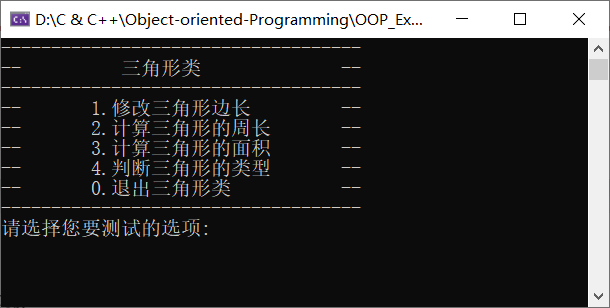 D:\C & C++\Object-oriented-Programming\OOP_Ex...
------------------------------------
--          三角形类              --
------------------------------------
--       1.修改三角形边长         --
--       2.计算三角形的周长       --
--       3.计算三角形的面积       --
--       4.判断三角形的类型       --
--       0.退出三角形类           --
------------------------------------
请选择您要测试的选项: